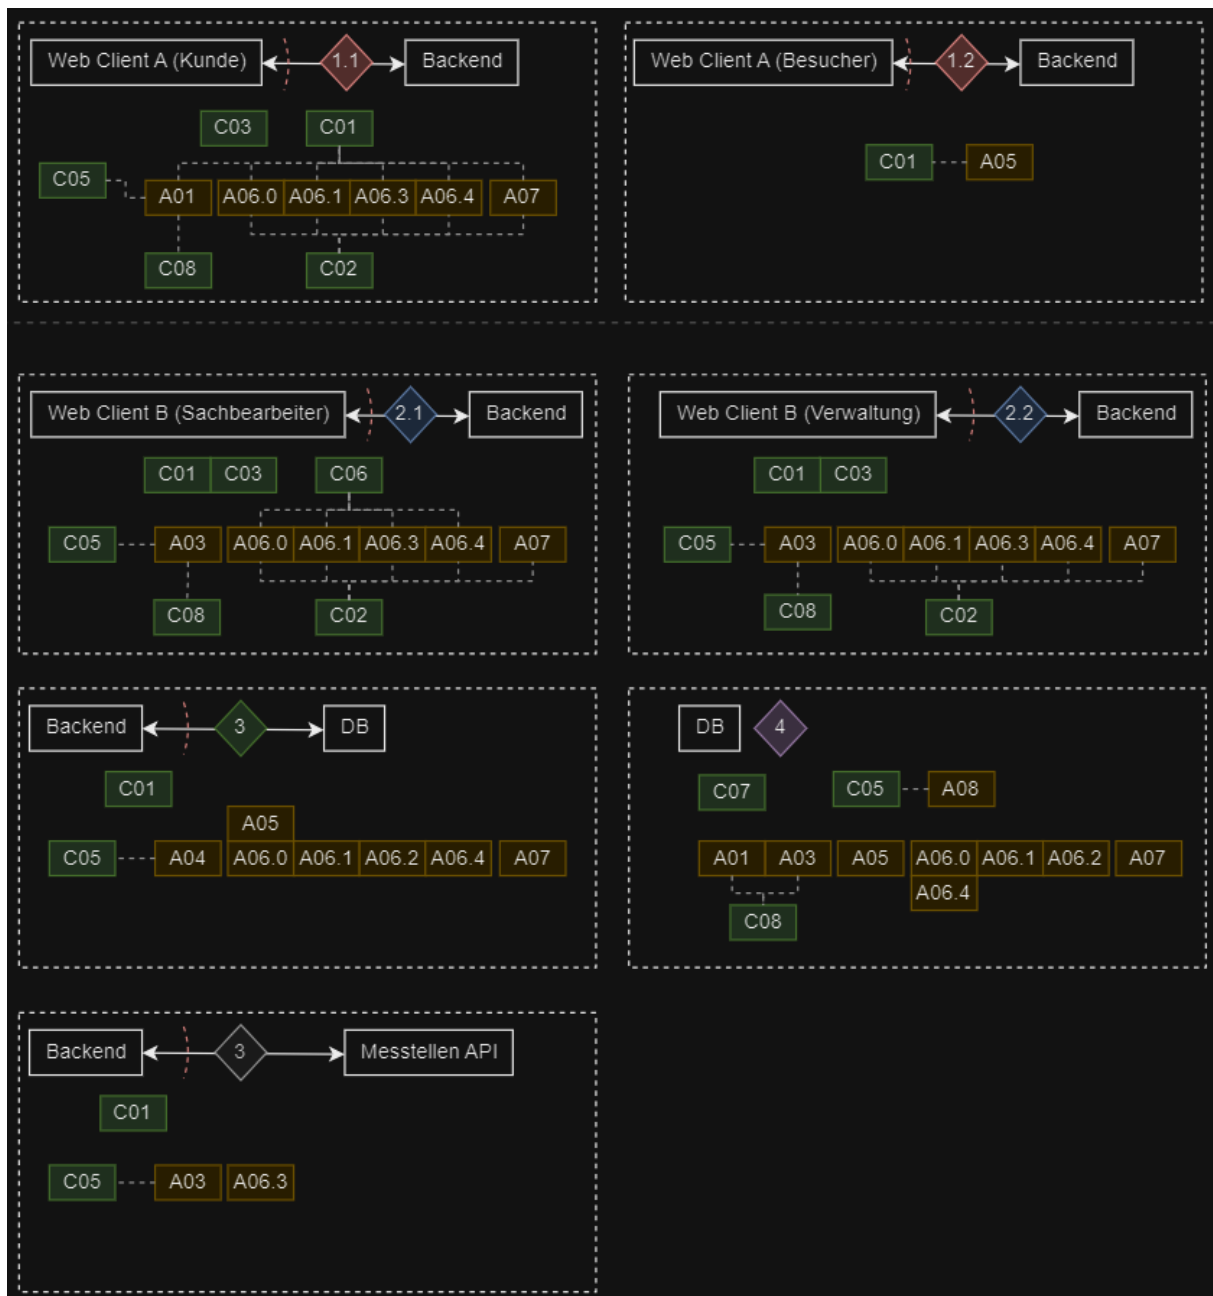 Web Client A (Kunde) 1.1 Backend
C03 C01
C05
A01 A06.0 A06.1 A06.3 A06.4 A07
C08 C02
Web Client A (Besucher) 1.2 Backend
C01 A05
Web Client B (Sachbearbeiter) 2.1 Backend
C01 C03 C06
C05 A03 A06.0 A06.1 A06.3 A06.4 A07
C08 C02
Web Client B (Verwaltung) 2.2 Backend
C01 C03
C05 A03 A06.0 A06.1 A06.3 A06.4 A07
C08 C02
Backend 3 DB
C01
A05
C05 A04 A06.0 A06.1 A06.2 A06.4 A07
DB 4
C07 C05 A08
A01 A03 A05 A06.0 A06.1 A06.2 A07
A06.4
C08
Backend 3 Messtellen API
C01
C05 A03 A06.3